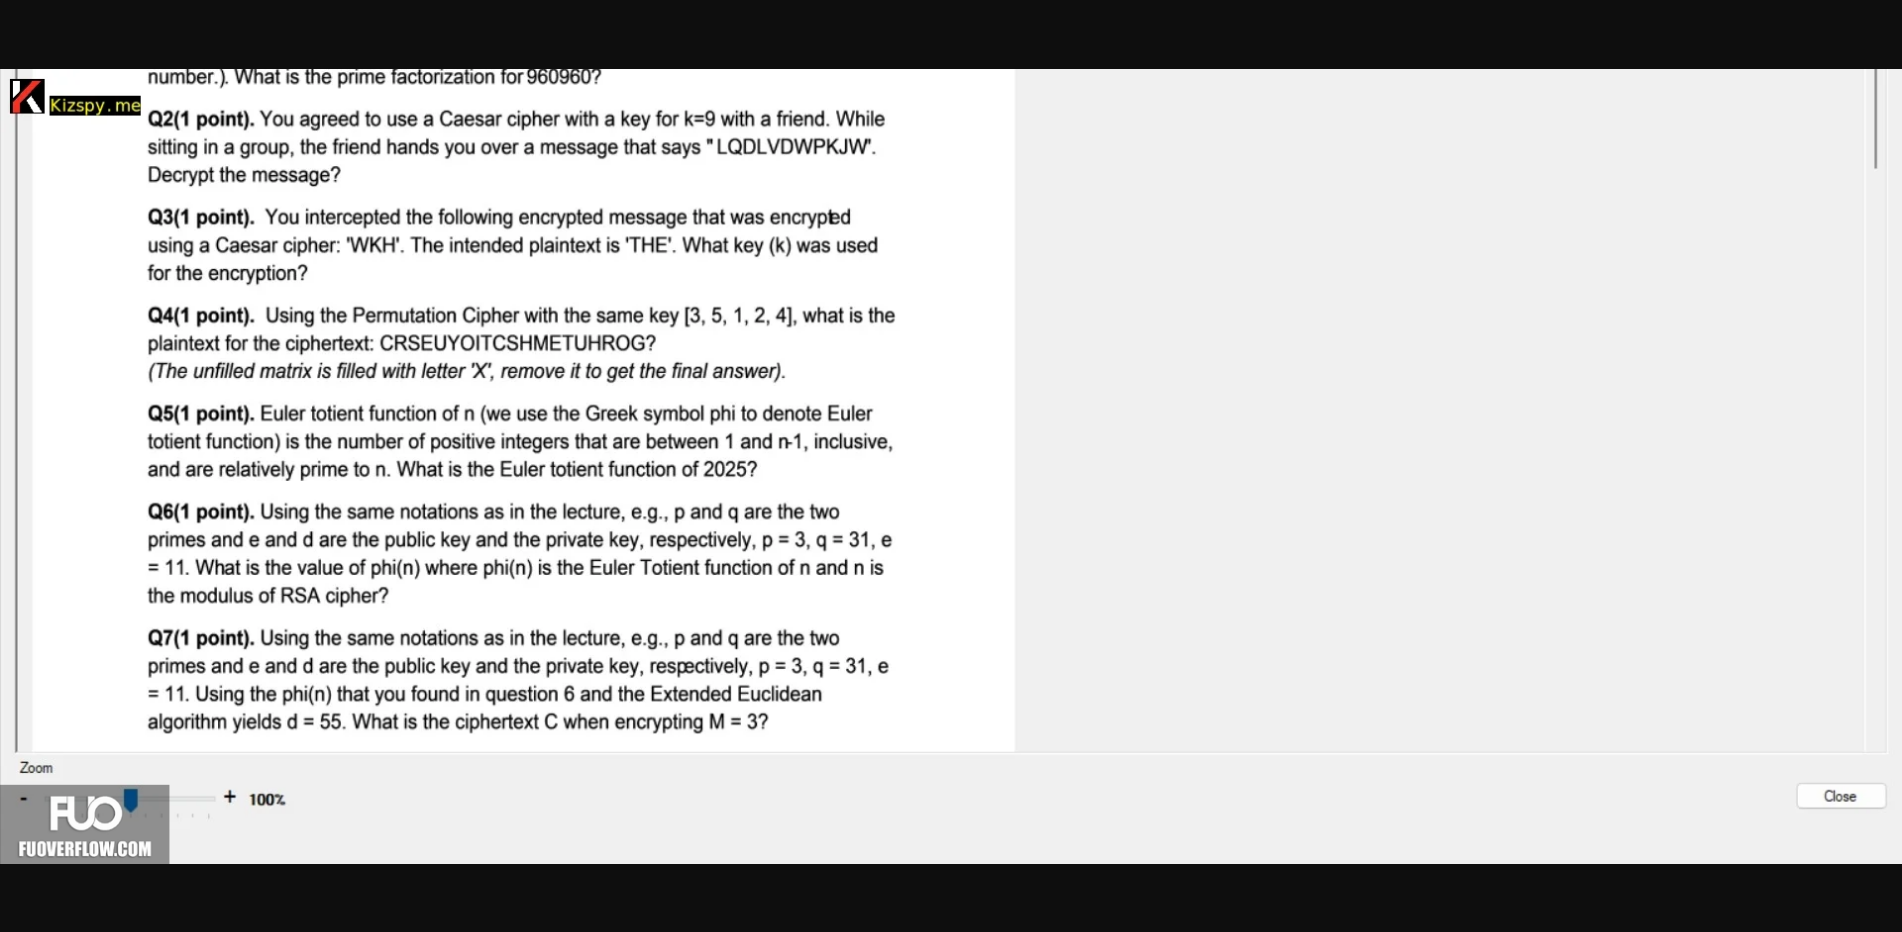 number.). What is the prime factorization for 960960?
Kizspy.me
Q2(1 point). You agreed to use a Caesar cipher with a key for k=9 with a friend. While
sitting in a group, the friend hands you over a message that says "LQDLVDWPKJW".
Decrypt the message?
Q3(1 point). You intercepted the following encrypted message that was encrypted
using a Caesar cipher: 'WKH'. The intended plaintext is 'THE'. What key (k) was used
for the encryption?
Q4(1 point). Using the Permutation Cipher with the same key [3, 5, 1, 2, 4], what is the
plaintext for the ciphertext: CRSEUYOITCSHMETUHROG?
(The unfilled matrix is filled with letter 'X', remove it to get the final answer).
Q5(1 point). Euler totient function of n (we use the Greek symbol phi to denote Euler
totient function) is the number of positive integers that are between 1 and n-1, inclusive,
and are relatively prime to n. What is the Euler totient function of 2025?
Q6(1 point). Using the same notations as in the lecture, e.g., p and q are the two
primes and e and d are the public key and the private key, respectively, p = 3, q = 31, e
= 11. What is the value of phi(n) where phi(n) is the Euler Totient function of n and n is
the modulus of RSA cipher?
Q7(1 point). Using the same notations as in the lecture, e.g., p and q are the two
primes and e and d are the public key and the private key, respectively, p = 3, q = 31, e
= 11. Using the phi(n) that you found in question 6 and the Extended Euclidean
algorithm yields d = 55. What is the ciphertext C when encrypting M = 3?
Zoom
- + 100%
Close
FUO
FUOVERFLOW.COM